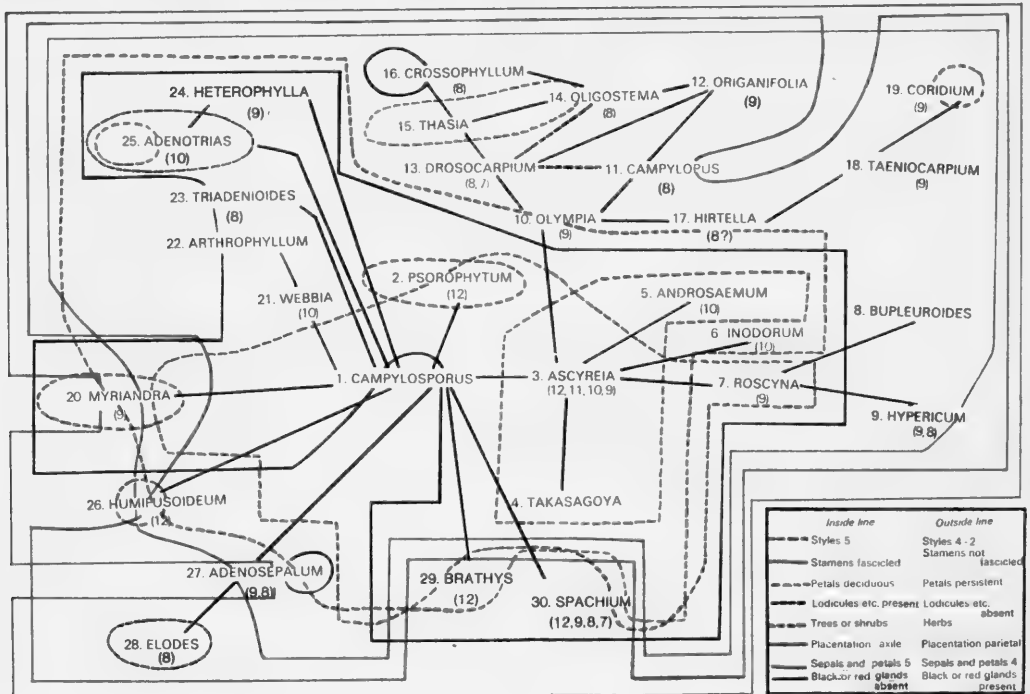 16. CROSSOPHYLLUM
(8)
12. ORIGANIFOLIA
(9)
24. HETEROPHYLLA
(9)
14. OLIGOSTEMA
(8)
19. CORIDIUM
(9)
15. THASIA
25. ADENOTRIAS
(10)
13. DROSOCARPIUM
(8, 7)
11. CAMPYLOPUS
(8)
18. TAENIOCARPIUM
(9)
23. TRIADENIOIDES
(8)
10. OLYMPIA
(9)
17. HIRTELLA
(8?)
22. ARTHROPHYLLUM
2. PSOROPHYTUM
(12)
21. WEBBIA
(10)
5. ANDROSAEMUM
(10)
8. BUPLEUROIDES
6 INODORUM
(10)
1. CAMPYLOSPORUS
3. ASCYREIA
(12, 11, 10, 9)
7. ROSCYNA
(9)
20 MYRIANDRA
(9)
9. HYPERICUM
(9,8)
26. HUMIFUSOIDEUM
(12)
4. TAKASAGOYA
27. ADENOSEPALUM
(9,8)
29. BRATHYS
(12)
30. SPACHIUM
(12,9,8,7)
28. ELODES
(8)
Inside line Outside line
Styles 5 Styles 4 - 2
Stamens fascicled Stamens not fascicled
Petals deciduous Petals persistent
Lodicules etc. present Lodicules etc. absent
Trees or shrubs Herbs
Placentation axile Placentation parietal
Sepals and petals 5 Sepals and petals 4
Black or red glands absent Black or red glands present